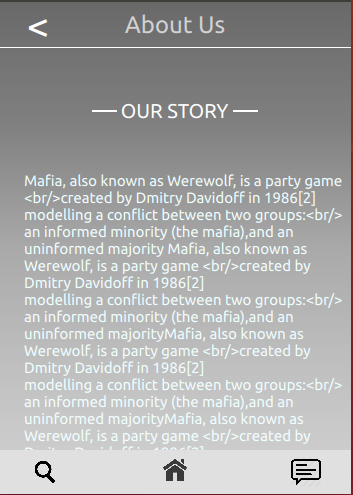 < About Us
OUR STORY
Mafia, also known as Werewolf, is a party game
<br/>created by Dmitry Davidoff in 1986[2]
modelling a conflict between two groups:<br/>
an informed minority (the mafia),and an
uninformed majority Mafia, also known as
Werewolf, is a party game <br/>created by
Dmitry Davidoff in 1986[2]
modelling a conflict between two groups:<br/>
an informed minority (the mafia),and an
uninformed majorityMafia, also known as
Werewolf, is a party game <br/>created by
Dmitry Davidoff in 1986[2]
modelling a conflict between two groups:<br/>
an informed minority (the mafia),and an
uninformed majorityMafia, also known as
Werewolf, is a party game <br/>created by
Dmitry Davidoff in 1986[2]